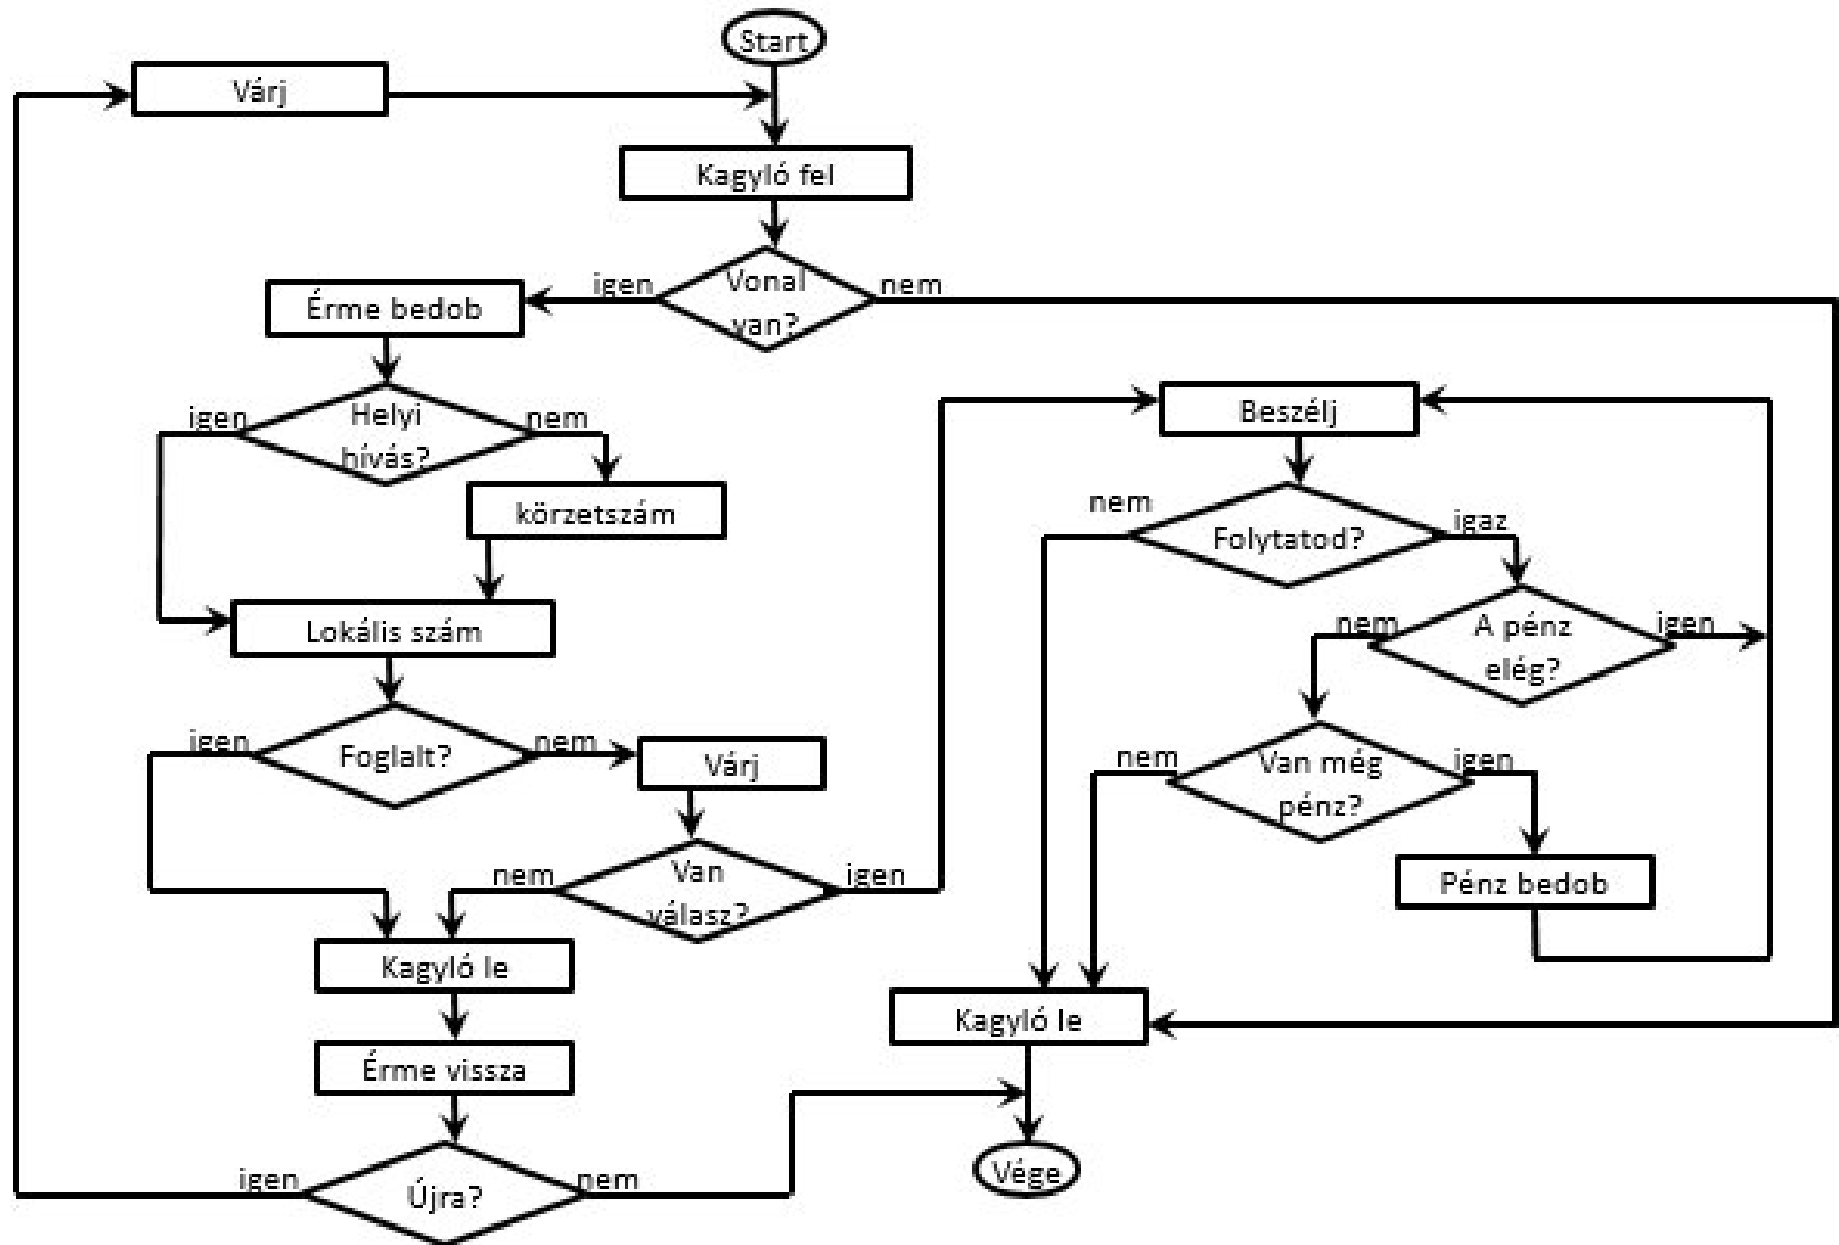 Start
Várj
Kagyló fel
Vonal
van?
igen
nem
Érme bedob
Helyi
hívás?
igen
nem
körzetszám
Lokális szám
Foglalt?
igen
nem
Várj
Van
válasz?
nem
igen
Kagyló le
Érme vissza
Újra?
igen
nem
Beszélj
Folytatod?
nem
igaz
A pénz
elég?
nem
igen
Van még
pénz?
nem
igen
Pénz bedob
Kagyló le
Vége